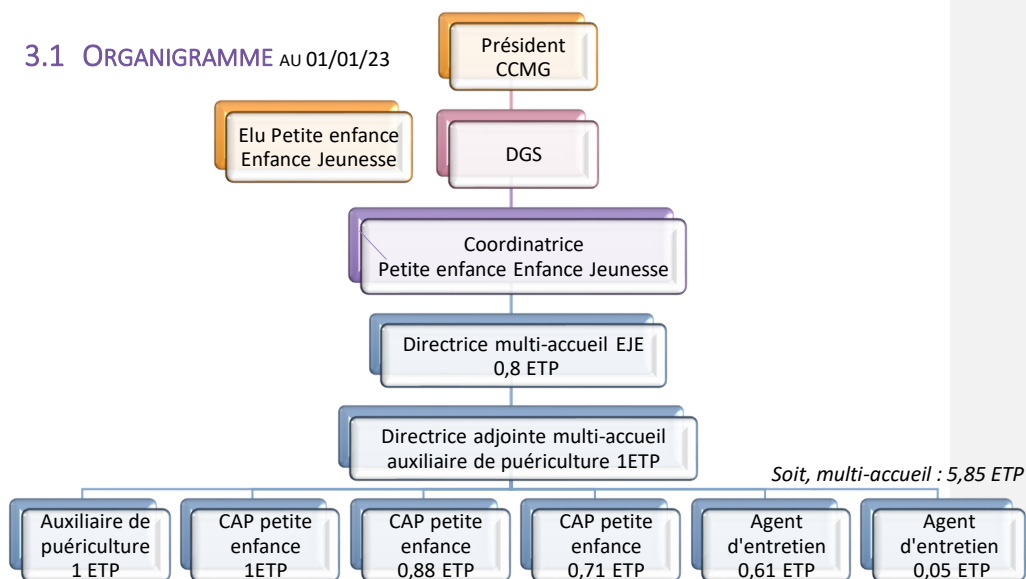 3.1 ORGANIGRAMME AU 01/01/23
Président
CCMG
Elu Petite enfance
Enfance Jeunesse
DGS
Coordinatrice
Petite enfance Enfance Jeunesse
Directrice multi-accueil EJE
0,8 ETP
Directrice adjointe multi-accueil
auxiliaire de puériculture 1ETP
Soit, multi-accueil : 5,85 ETP
Auxiliaire de
puériculture
1 ETP
CAP petite
enfance
1ETP
CAP petite
enfance
0,88 ETP
CAP petite
enfance
0,71 ETP
Agent
d'entretien
0,61 ETP
Agent
d'entretien
0,05 ETP